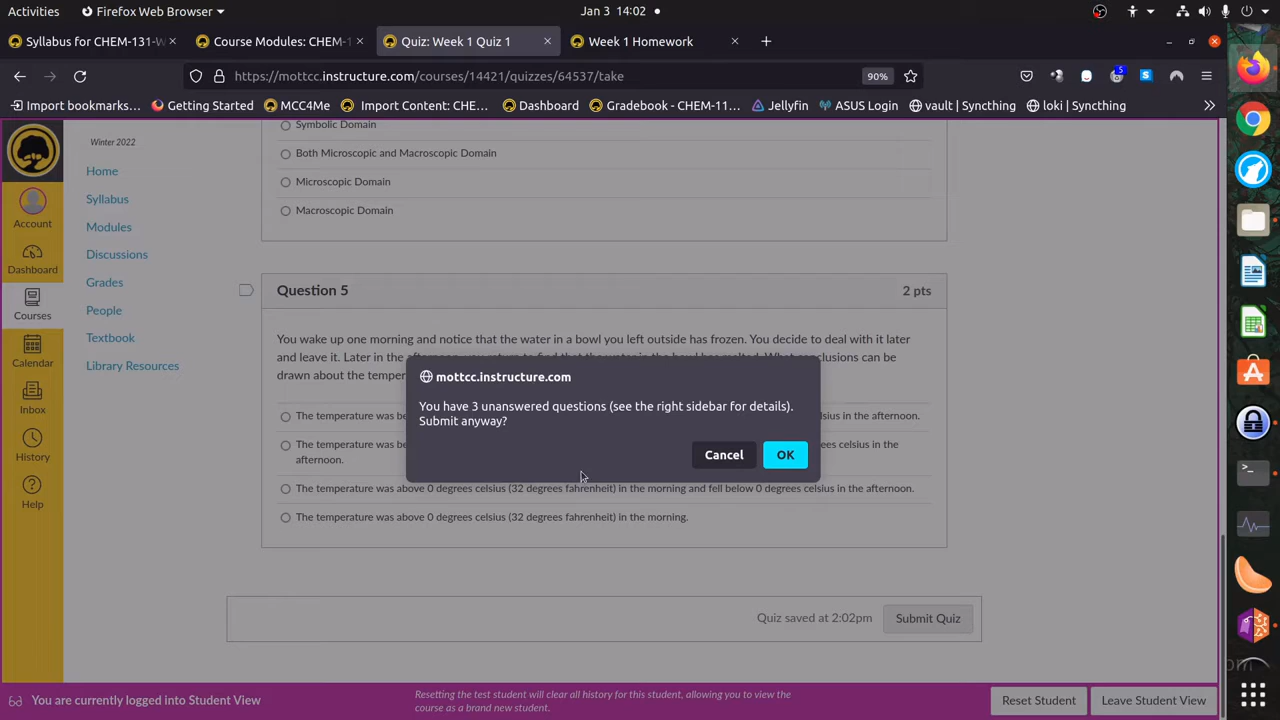 Activities
Firefox Web Browser
Jan 3 14:02
Syllabus for CHEM-131-W
Course Modules: CHEM-1
Quiz: Week 1 Quiz 1
Week 1 Homework
https://mottcc.instructure.com/courses/14421/quizzes/64537/take
90%
5
Import bookmarks...
Getting Started
MCC4Me
Import Content: CHE...
Dashboard
Gradebook - CHEM-11...
Jellyfin
ASUS Login
vault | Syncthing
loki | Syncthing
Account
Dashboard
Courses
Calendar
Inbox
History
Help
Winter 2022
Home
Syllabus
Modules
Discussions
Grades
People
Textbook
Library Resources
Symbolic Domain
Both Microscopic and Macroscopic Domain
Microscopic Domain
Macroscopic Domain
Question 5
2 pts
You wake up one morning and notice that the water in a bowl you left outside has frozen. You decide to deal with it later
and leave it. Later in the
drawn about the temper
clusions can be
The temperature was be
lsius in the afternoon.
The temperature was be
ees celsius in the
afternoon.
The temperature was above 0 degrees celsius (32 degrees fahrenheit) in the morning and fell below 0 degrees celsius in the afternoon.
The temperature was above 0 degrees celsius (32 degrees fahrenheit) in the morning.
mottcc.instructure.com
You have 3 unanswered questions (see the right sidebar for details).
Submit anyway?
Cancel
OK
Quiz saved at 2:02pm
Submit Quiz
You are currently logged into Student View
Resetting the test student will clear all history for this student, allowing you to view the
course as a brand new student.
Reset Student
Leave Student View